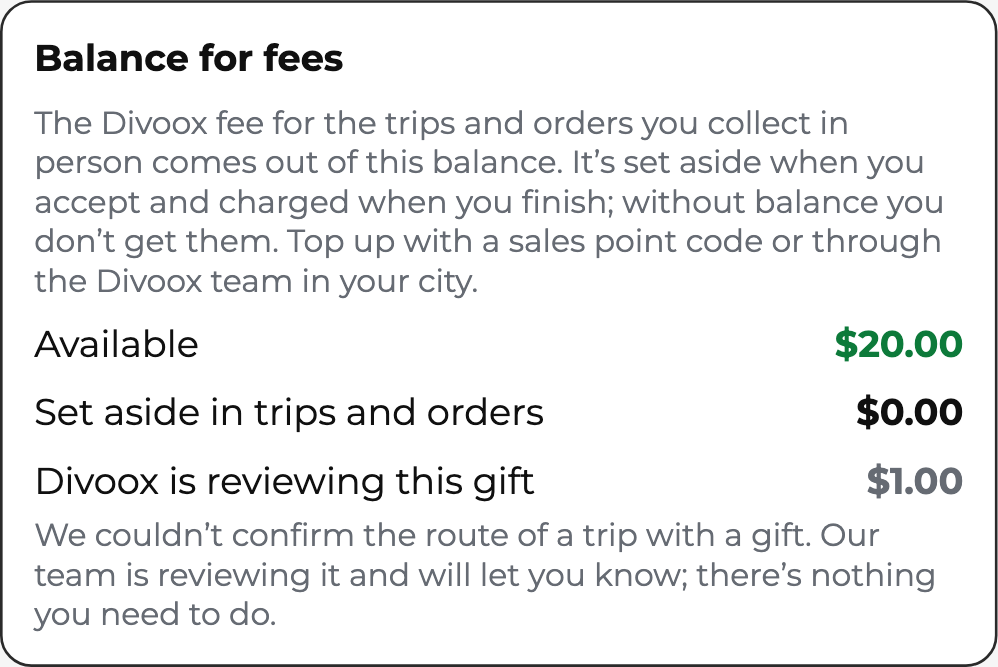 Balance for fees
The Divoox fee for the trips and orders you collect in
person comes out of this balance. It’s set aside when you
accept and charged when you finish; without balance you
don’t get them. Top up with a sales point code or through
the Divoox team in your city.
Available $20.00
Set aside in trips and orders $0.00
Divoox is reviewing this gift $1.00
We couldn’t confirm the route of a trip with a gift. Our
team is reviewing it and will let you know; there’s nothing
you need to do.